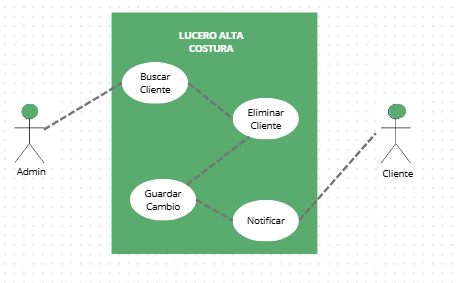 LUCERO ALTA
COSTURA
Buscar
Cliente
Eliminar
Cliente
Admin
Cliente
Guardar
Cambio
Notificar